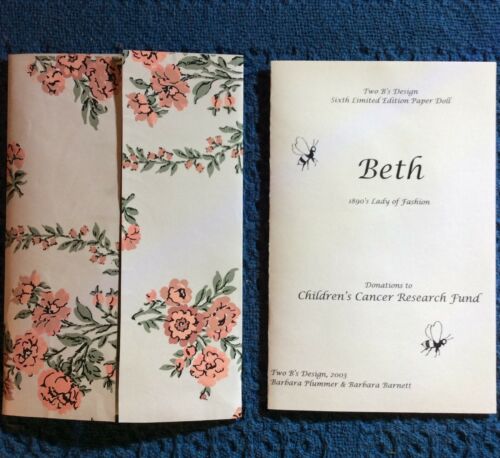 Two B's Design
Sixth Limited Edition Paper Doll
Beth
1890's Lady of Fashion
Donations to
Children's Cancer Research Fund
Two B's Design, 2003
Barbara Plummer & Barbara Barnett